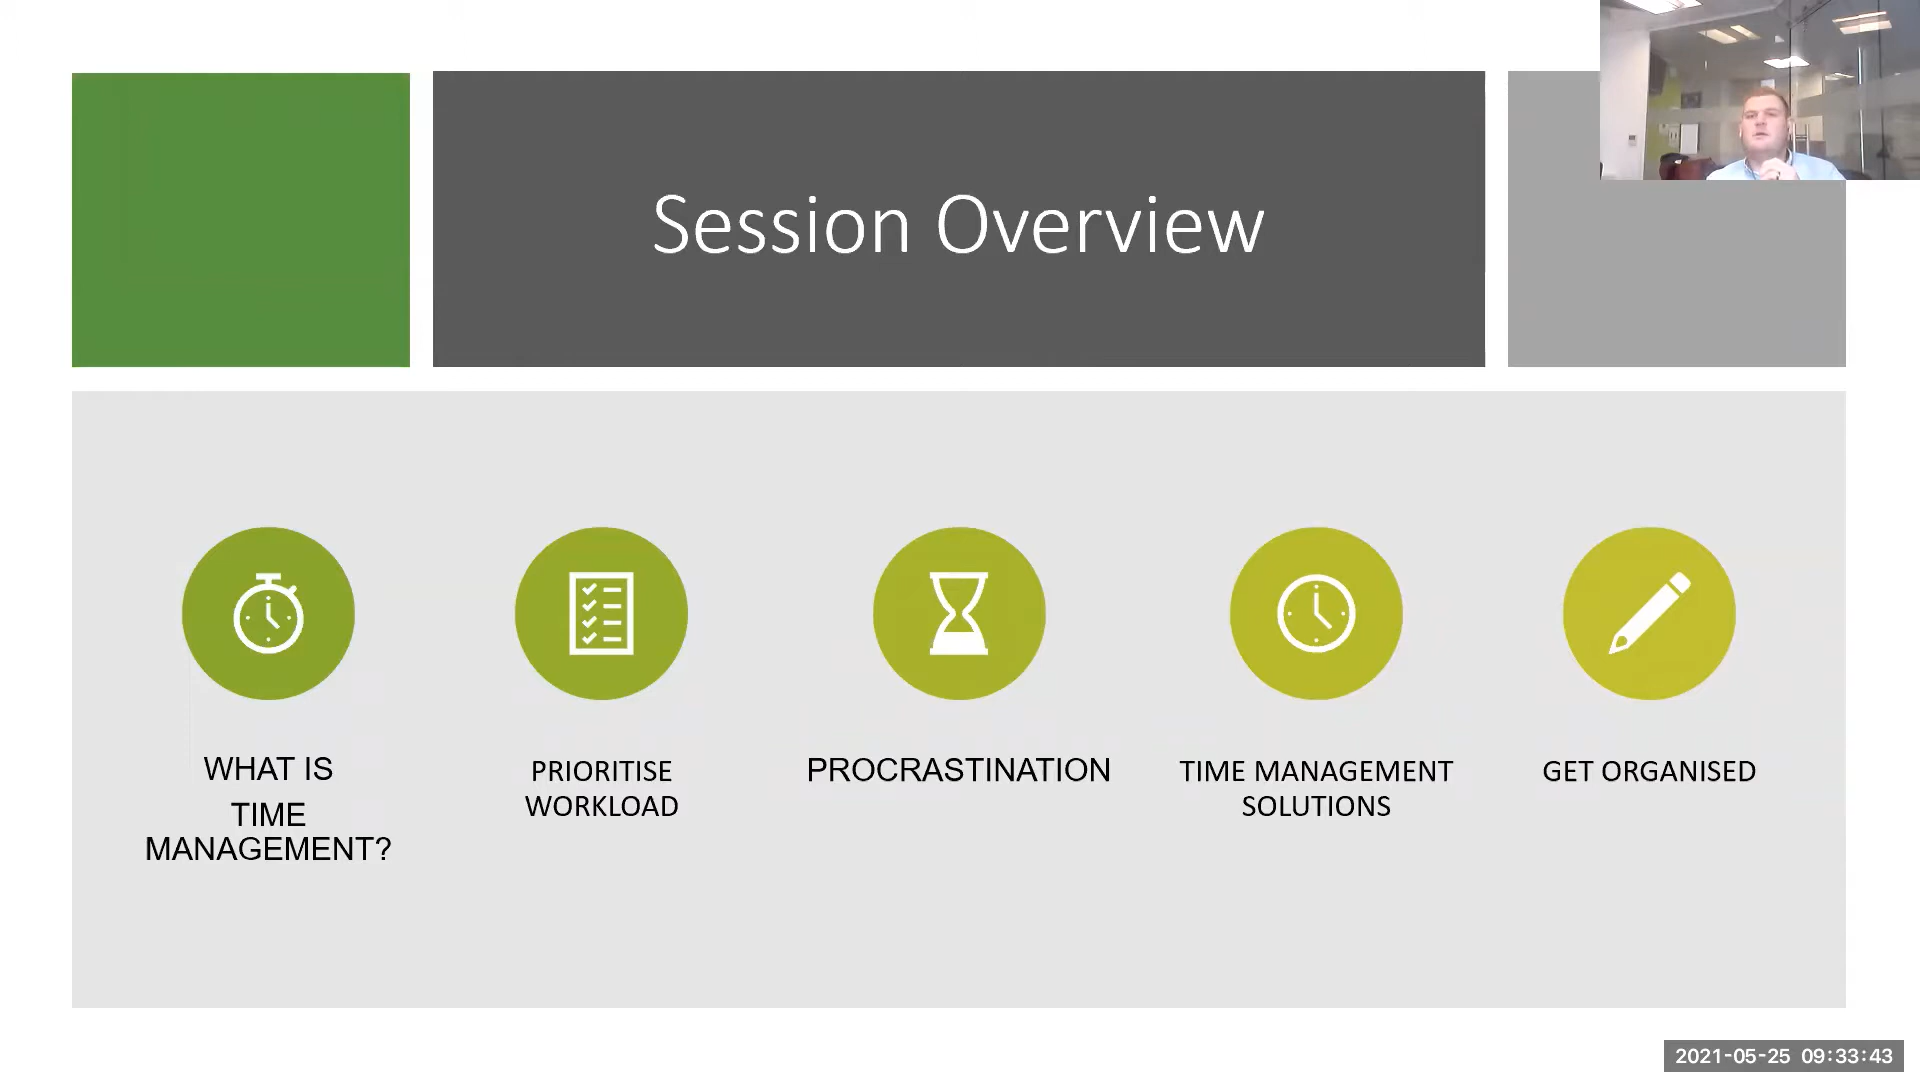 Session Overview
WHAT IS
TIME
MANAGEMENT?
PRIORITISE
WORKLOAD
PROCRASTINATION
TIME MANAGEMENT
SOLUTIONS
GET ORGANISED
2021-05-25 09:33:43